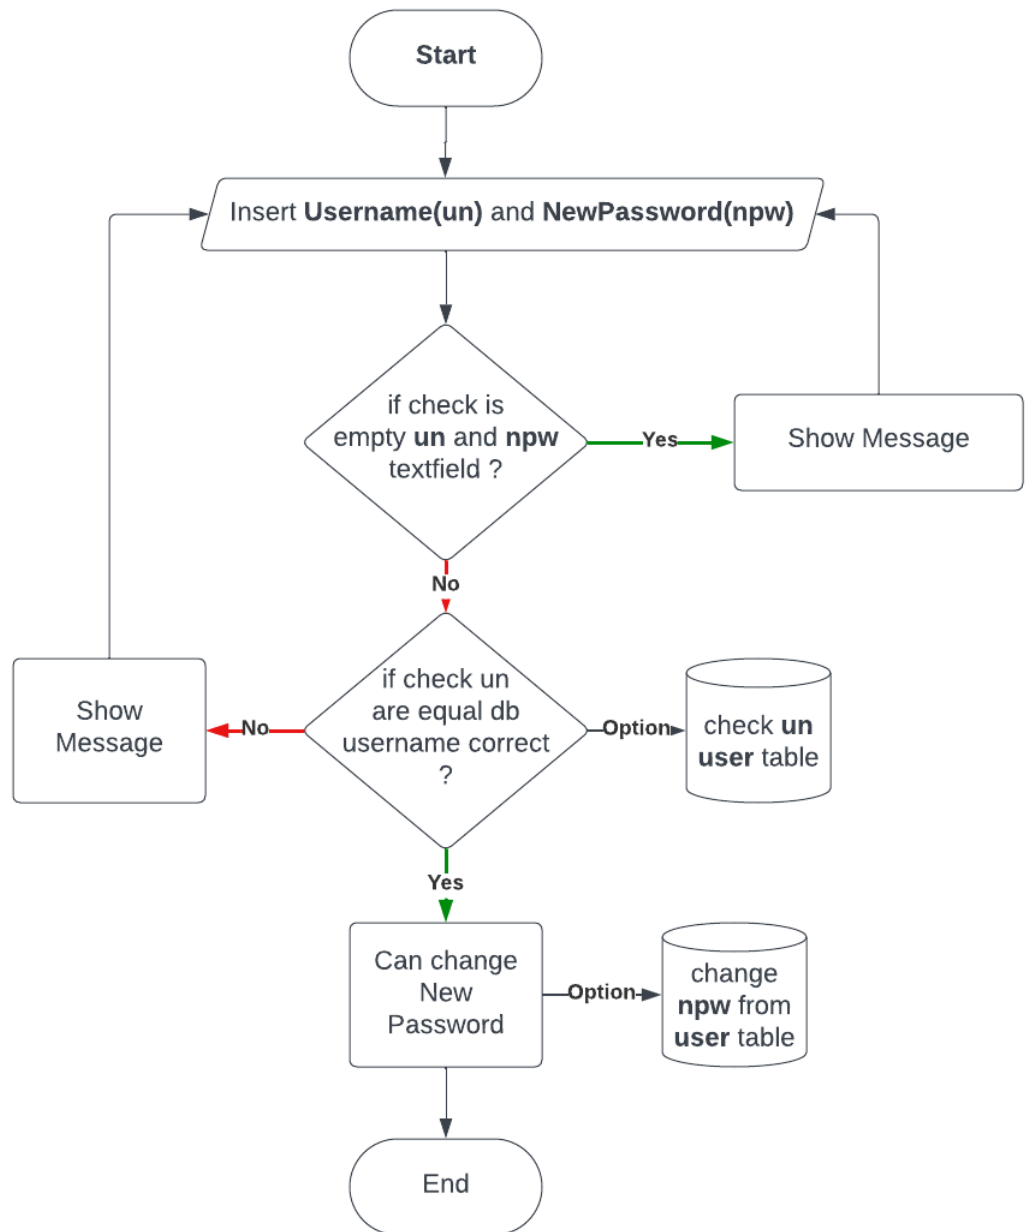 Start
Insert Username(un) and NewPassword(npw)
if check is
empty un and npw
textfield ?
Yes
Show Message
No
if check un
are equal db
username correct
?
No
Show
Message
Option
check un
user table
Yes
Can change
New
Password
Option
change
npw from
user table
End